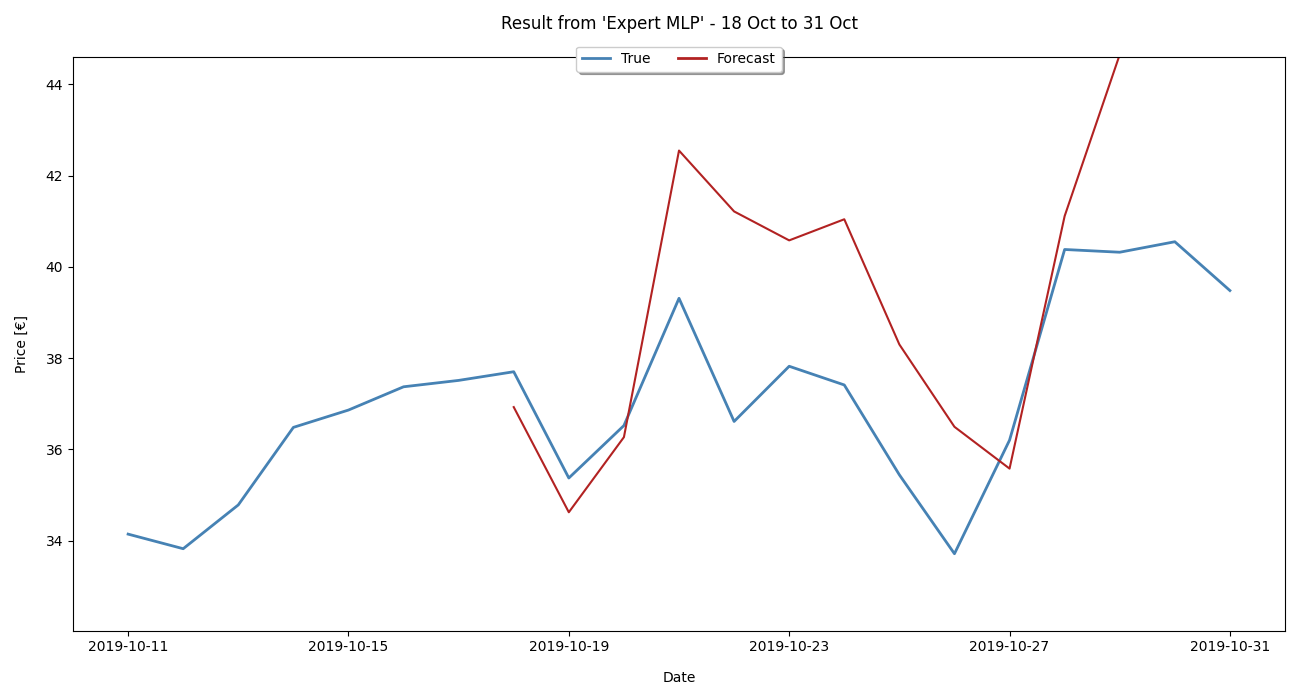 Result from 'Expert MLP' - 18 Oct to 31 Oct
True Forecast
44
42
40
38
36
34
Price [€]
2019-10-11 2019-10-15 2019-10-19 2019-10-23 2019-10-27 2019-10-31
Date